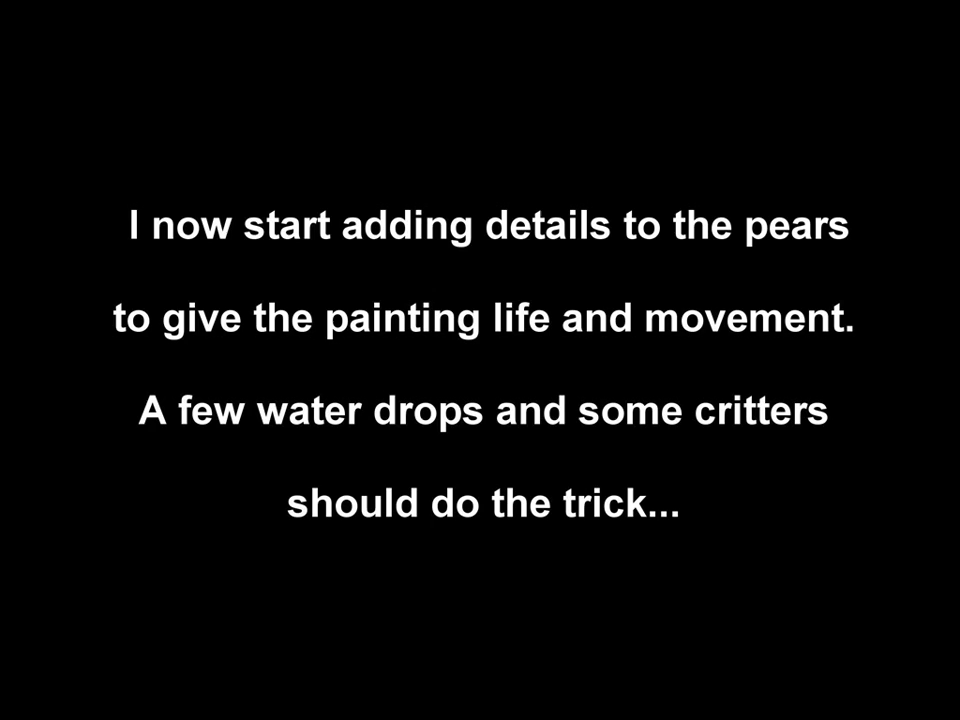 I now start adding details to the pears
to give the painting life and movement.
A few water drops and some critters
should do the trick...